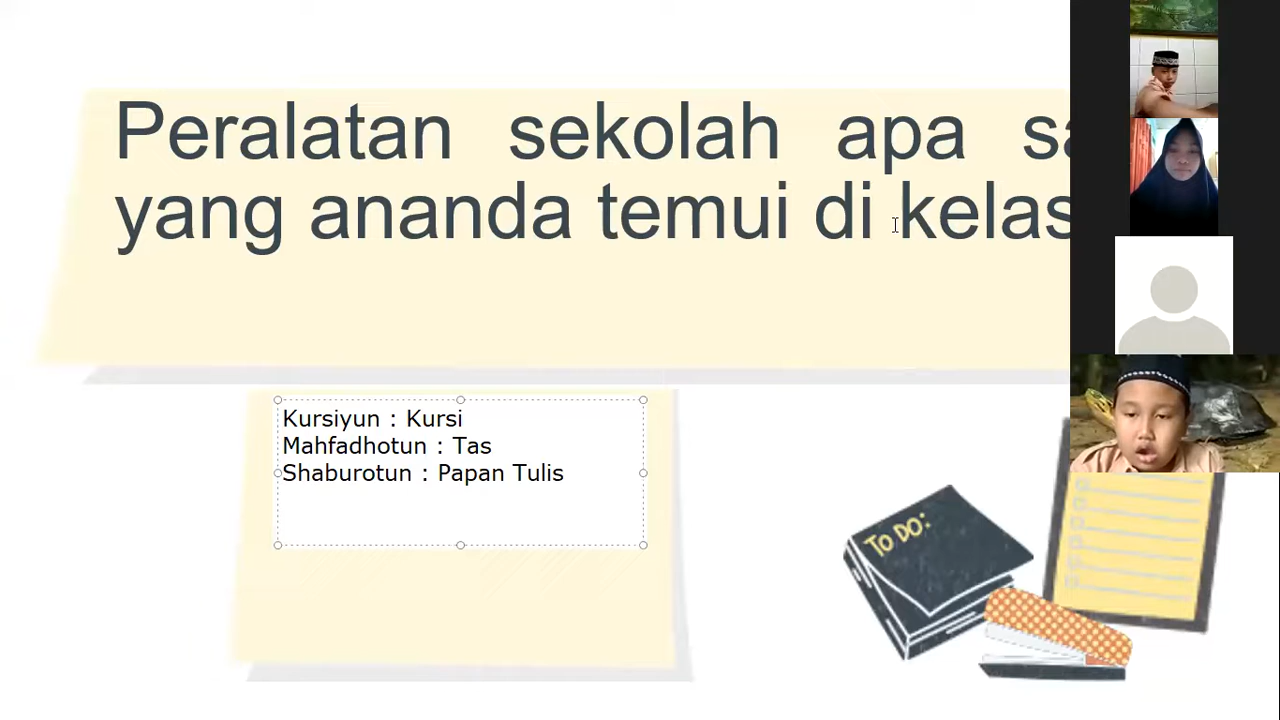 Peralatan sekolah apa
yang ananda temui di kelas
Kursiyun : Kursi
Mahfadhotun : Tas
Shaburotun : Papan Tulis
TO DO: